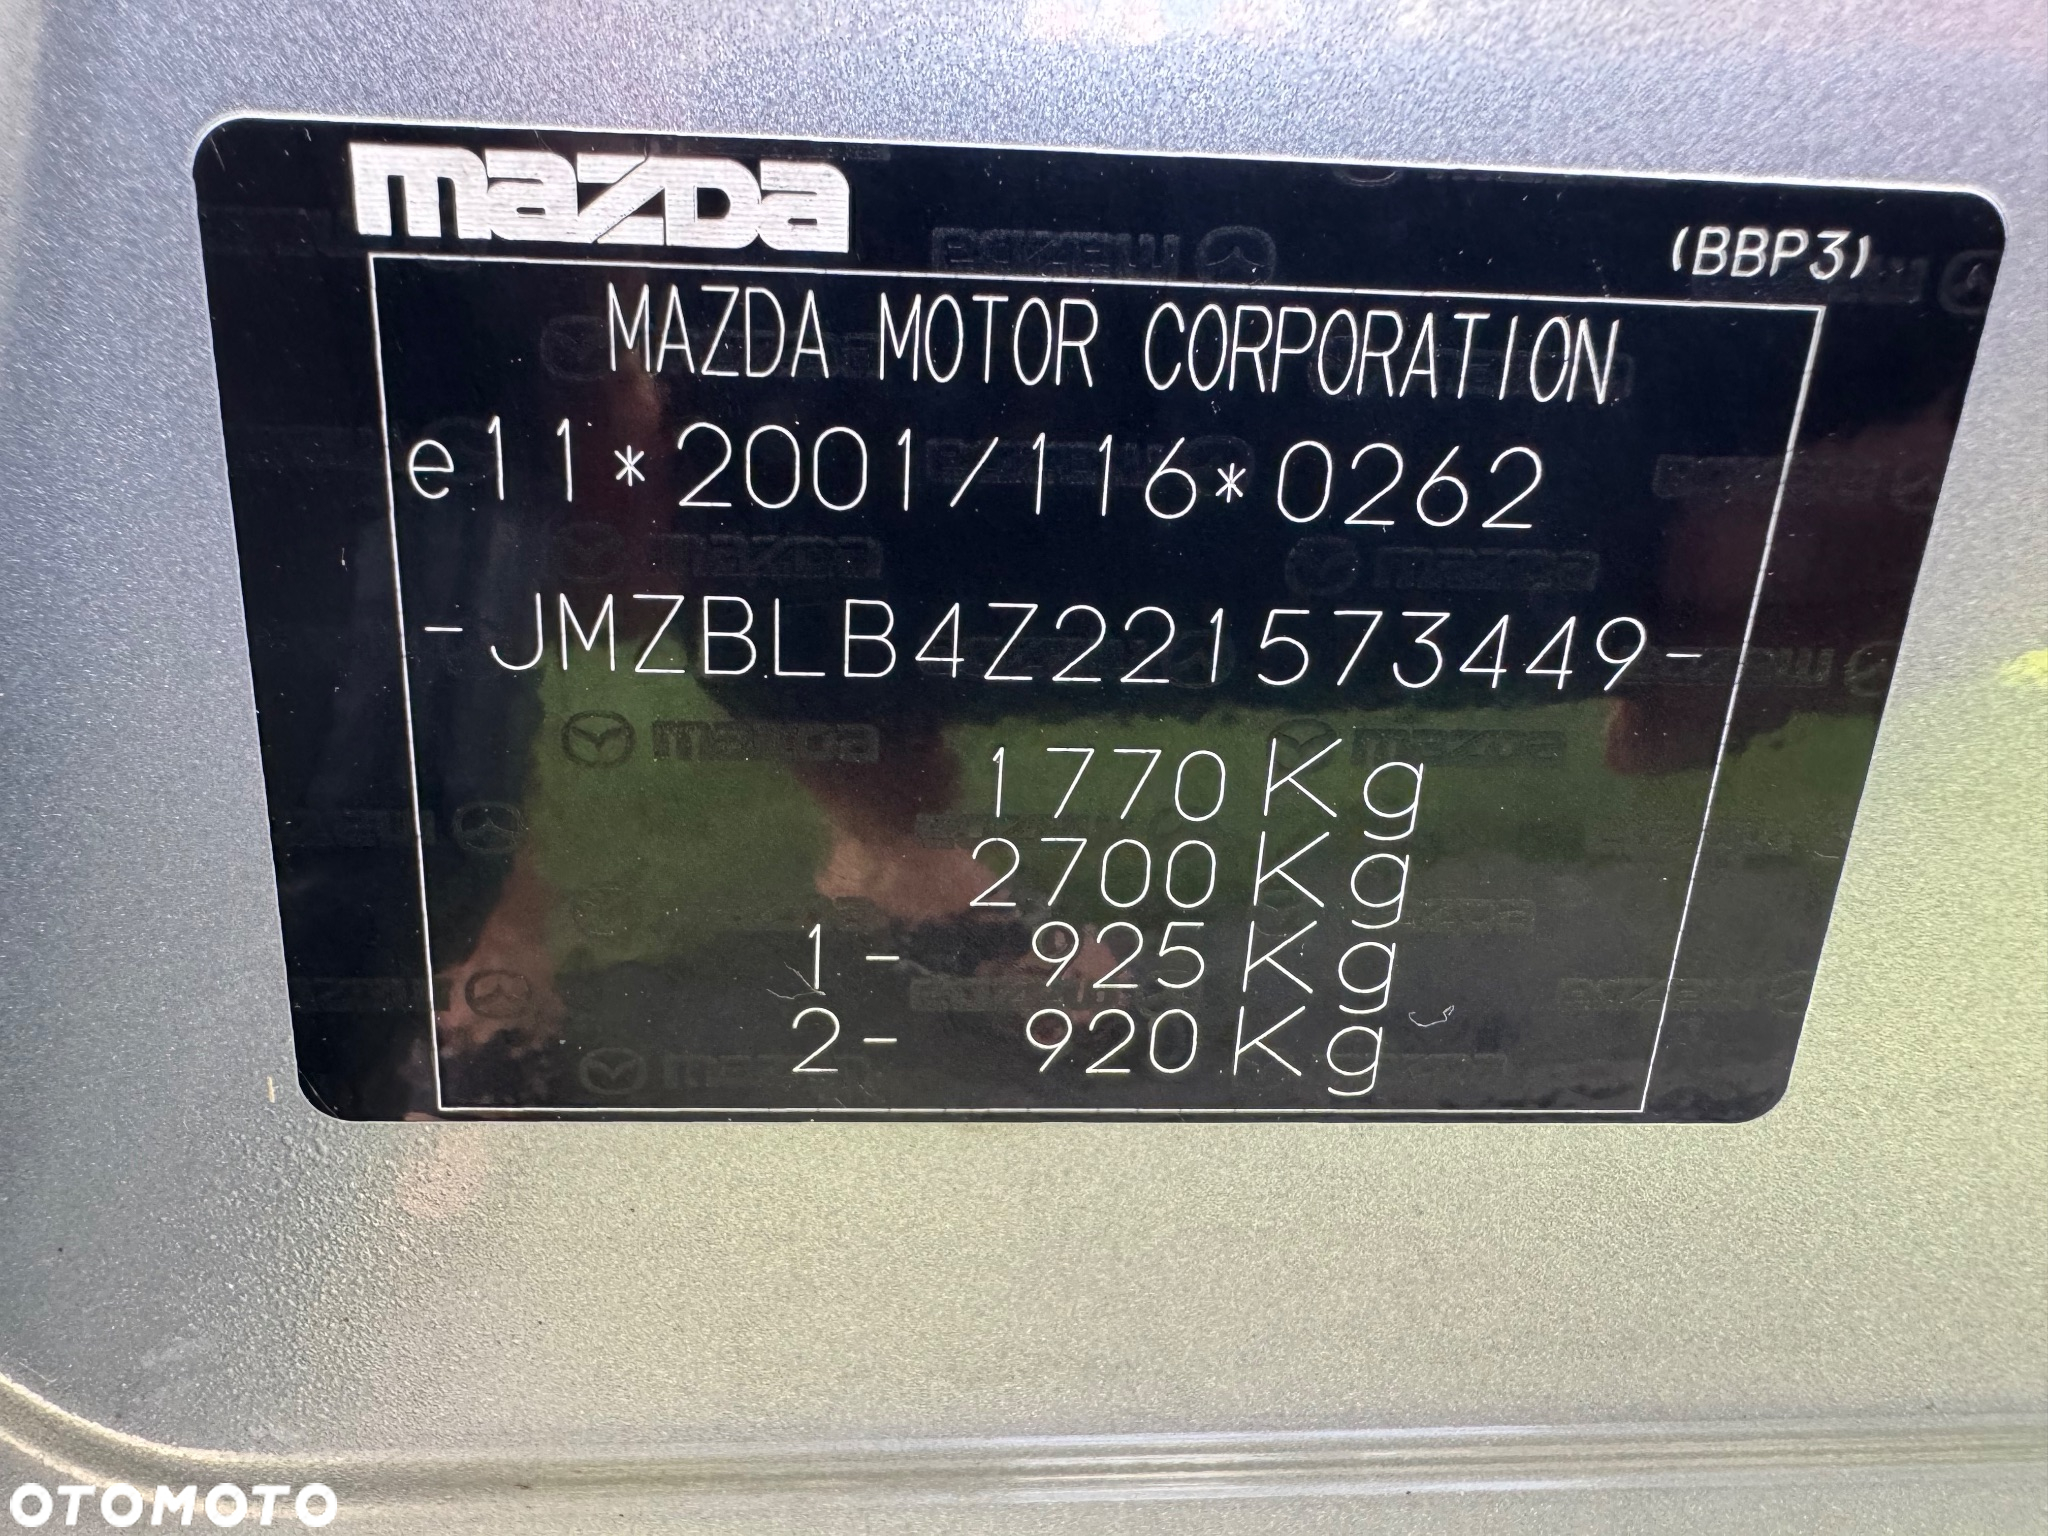 mazda
(BBP3)
MAZDA MOTOR CORPORATION
e11*2001/116*0262
-JMZBLB4Z221573449-
1770Kg
2700Kg
1- 925Kg
2- 920Kg
OTOMOTO